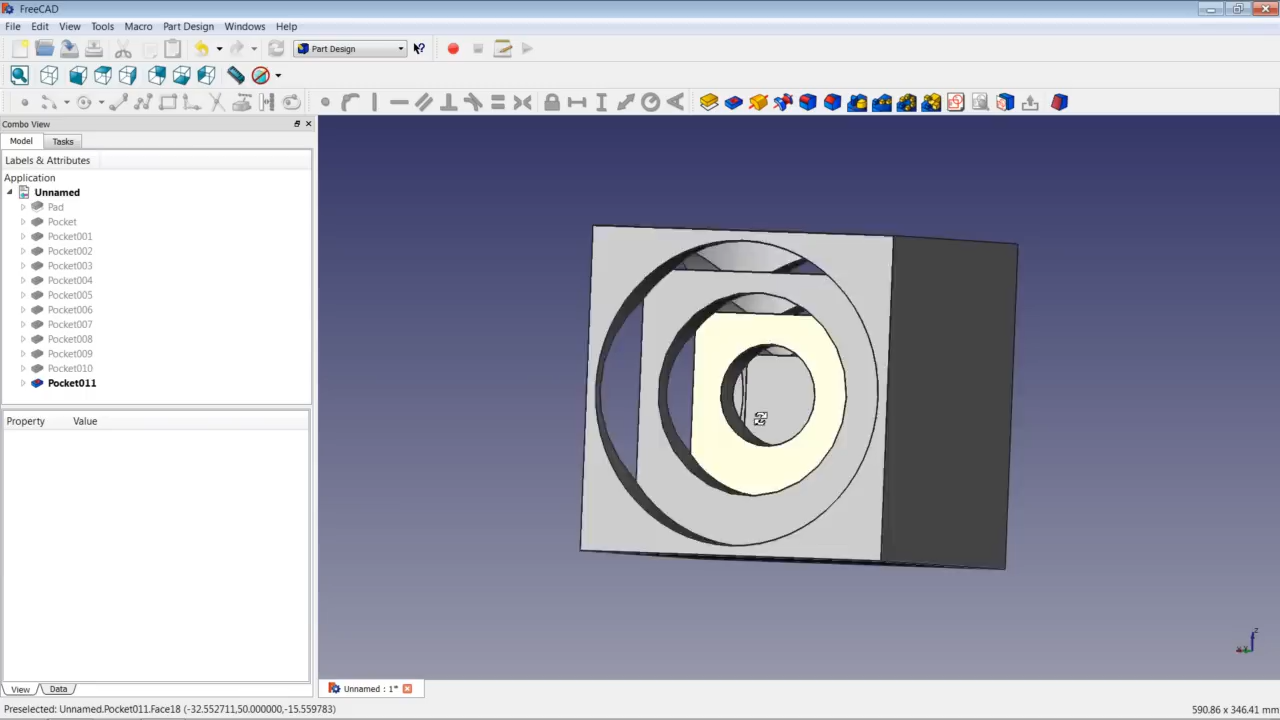 FreeCAD
File Edit View Tools Macro Part Design Windows Help
Part Design
Combo View
Model Tasks
Labels & Attributes
Application
Unnamed
Pad
Pocket
Pocket001
Pocket002
Pocket003
Pocket004
Pocket005
Pocket006
Pocket007
Pocket008
Pocket009
Pocket010
Pocket011
Property Value
View Data
Unnamed : 1*
Preselected: Unnamed.Pocket011.Face18 (-32.552711,50.000000,-15.559783)
590.86 x 346.41 mm